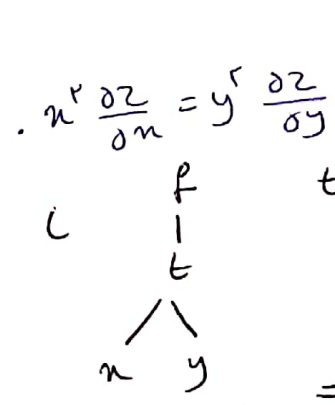 . x² ∂z/∂x = y² ∂z/∂y
f
t
x y